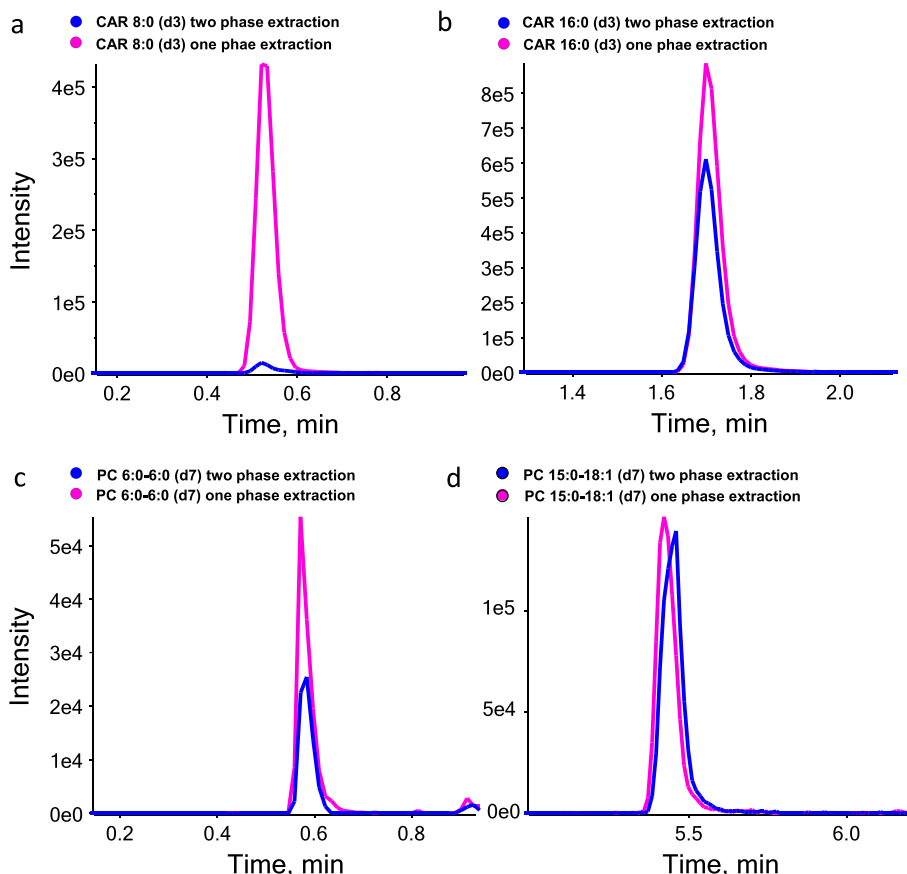 a
CAR 8:0 (d3) two phase extraction
CAR 8:0 (d3) one phae extraction
4e5
3e5
2e5
1e5
0e0
Intensity
0.2 0.4 0.6 0.8
Time, min
b
CAR 16:0 (d3) two phase extraction
CAR 16:0 (d3) one phae extraction
8e5
7e5
6e5
5e5
4e5
3e5
2e5
1e5
0e0
1.4 1.6 1.8 2.0
Time, min
c
PC 6:0-6:0 (d7) two phase extraction
PC 6:0-6:0 (d7) one phase extraction
5e4
4e4
3e4
2e4
1e4
0e0
Intensity
0.2 0.6 0.8
Time, min
d
PC 15:0-18:1 (d7) two phase extraction
PC 15:0-18:1 (d7) one phase extraction
1e5
5e4
0e0
5.5 6.0
Time, min